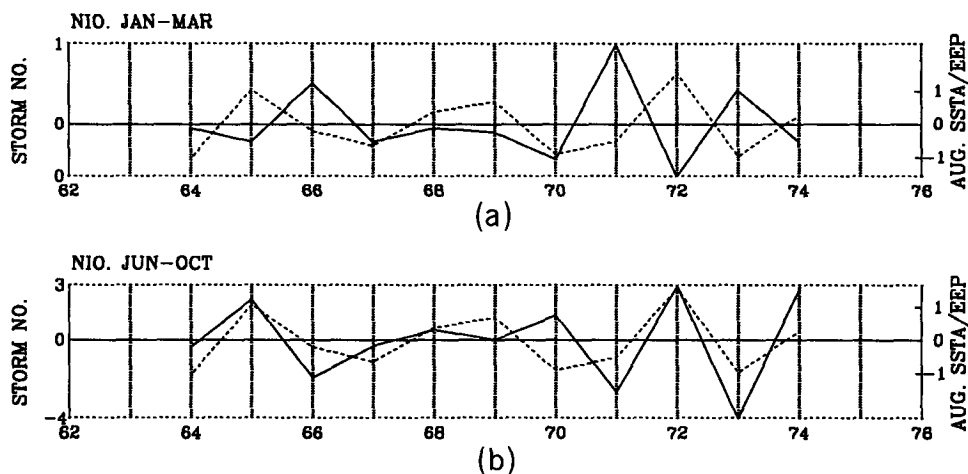 NIO. JAN-MAR
STORM NO.
1
0
0
1
0
-1
AUG. SSTA/EEP
62 64 66 68 70 72 74 76
(a)
NIO. JUN-OCT
STORM NO.
3
0
-4
1
0
-1
AUG. SSTA/EEP
62 64 66 68 70 72 74 76
(b)